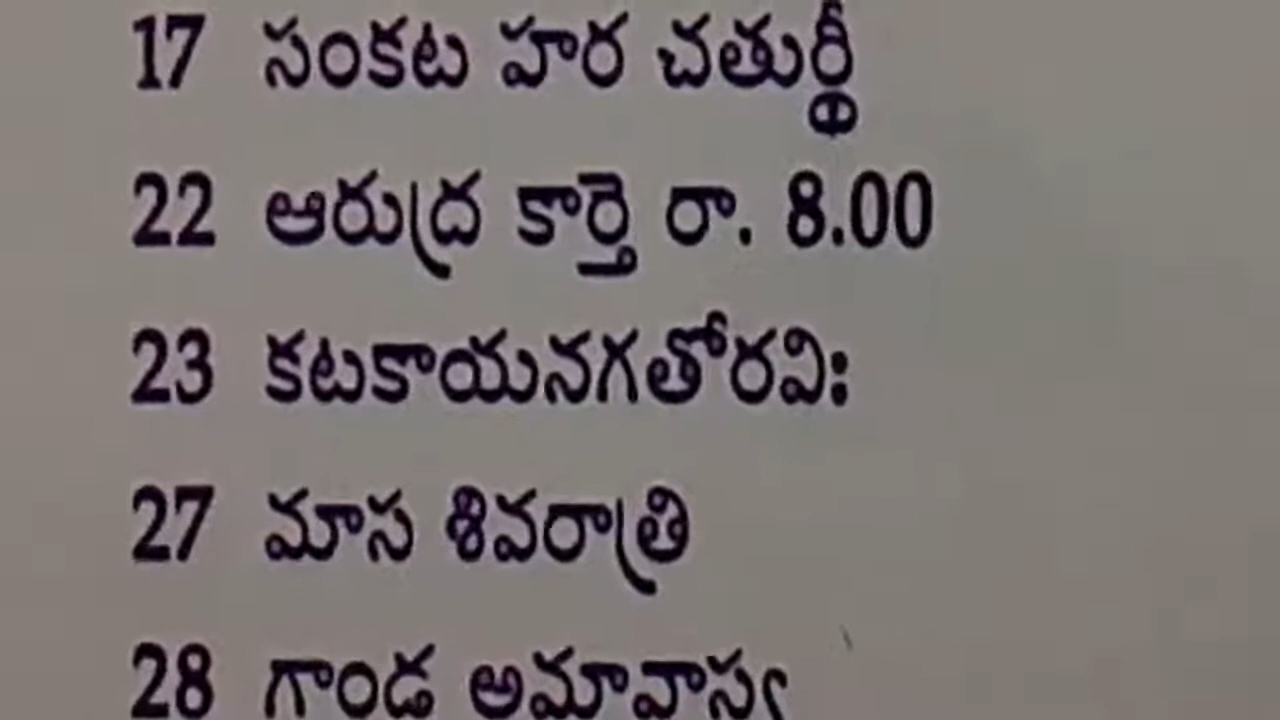 17 సంకట హర చతుర్థీ
22 ఆరుద్ర కార్తె రా. 8.00
23 కటకాయనగతోరవిః
27 మాస శివరాత్రి
28 గాండ అమావాస్య